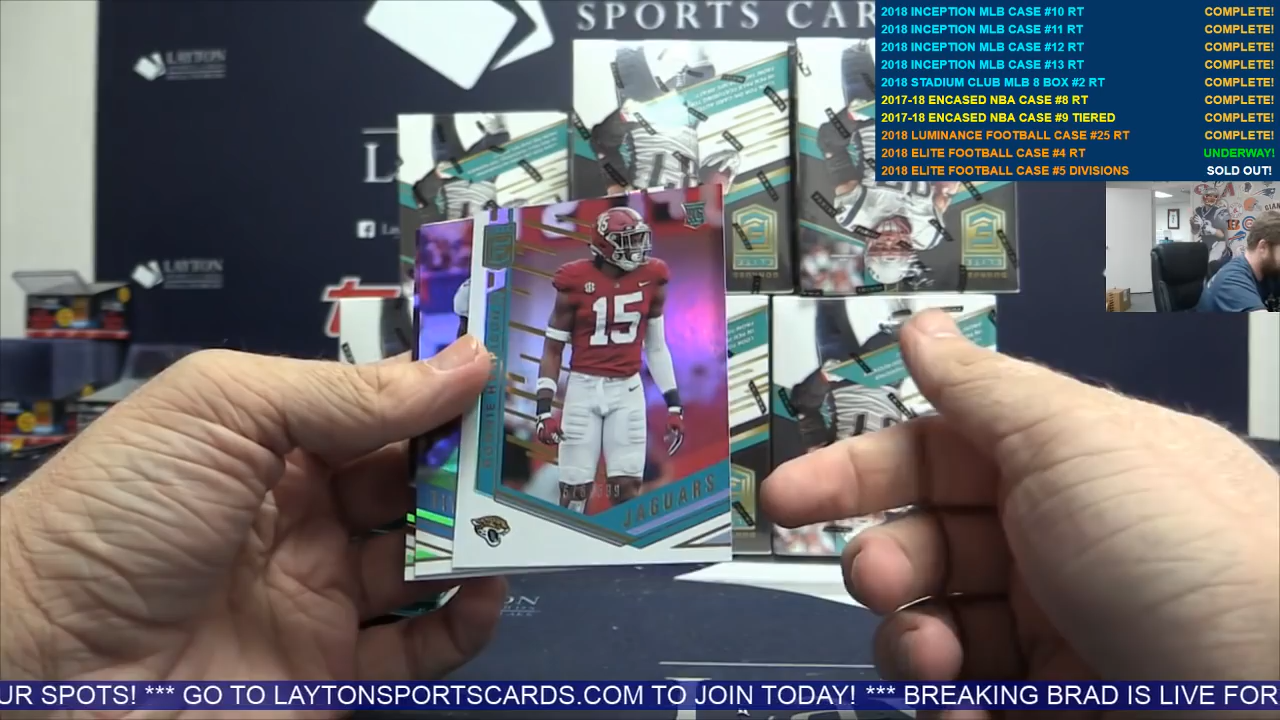 SPORTS CAR
2018 INCEPTION MLB CASE #10 RT COMPLETE!
2018 INCEPTION MLB CASE #11 RT COMPLETE!
2018 INCEPTION MLB CASE #12 RT COMPLETE!
2018 INCEPTION MLB CASE #13 RT COMPLETE!
2018 STADIUM CLUB MLB 8 BOX #2 RT COMPLETE!
2017-18 ENCASED NBA CASE #8 RT COMPLETE!
2017-18 ENCASED NBA CASE #9 TIERED COMPLETE!
2018 LUMINANCE FOOTBALL CASE #25 RT COMPLETE!
2018 ELITE FOOTBALL CASE #4 RT UNDERWAY!
2018 ELITE FOOTBALL CASE #5 DIVISIONS SOLD OUT!
LAYTON
L
LAYTON
15
JAGUARS
UR SPOTS! *** GO TO LAYTONSPORTSCARDS.COM TO JOIN TODAY! *** BREAKING BRAD IS LIVE FOR